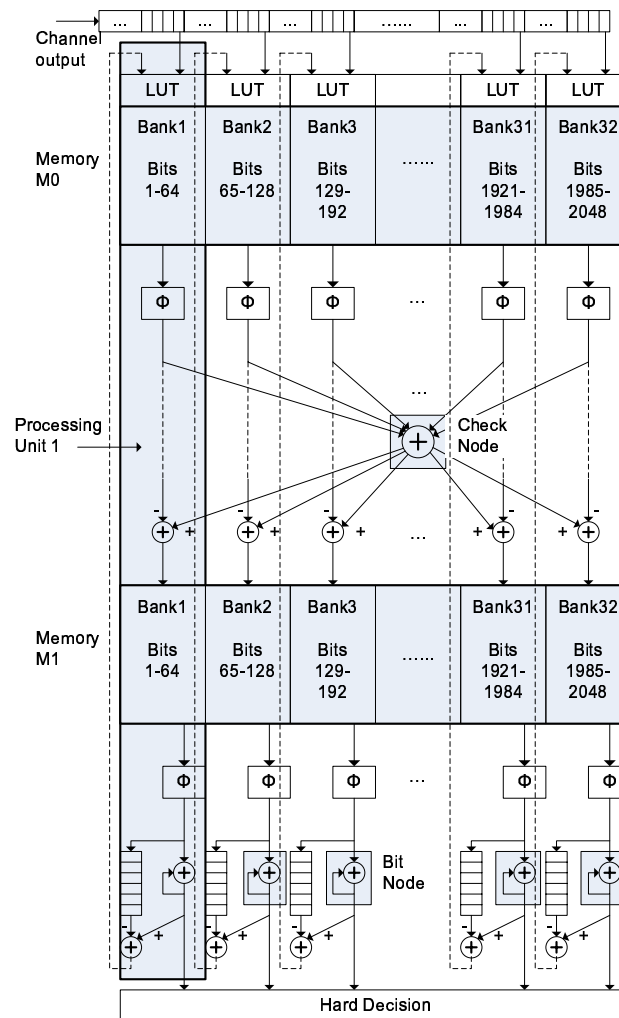 ... ... ... ...... ... ...
Channel
output
LUT LUT LUT LUT LUT
Memory
M0
Bank1 Bank2 Bank3 Bank31 Bank32
......
Bits Bits Bits Bits Bits
1-64 65-128 129- 1921- 1985-
192 1984 2048
Φ Φ Φ ... Φ Φ
...
Processing
Unit 1
+
Check
Node
- - - - -
+ + + + + + ... + + + +
Memory
M1
Bank1 Bank2 Bank3 Bank31 Bank32
......
Bits Bits Bits Bits Bits
1-64 65-128 129- 1921- 1985-
192 1984 2048
Φ Φ Φ ... Φ Φ
+ + + + +
Bit
Node
- - - - -
+ + + + + + + + + +
Hard Decision